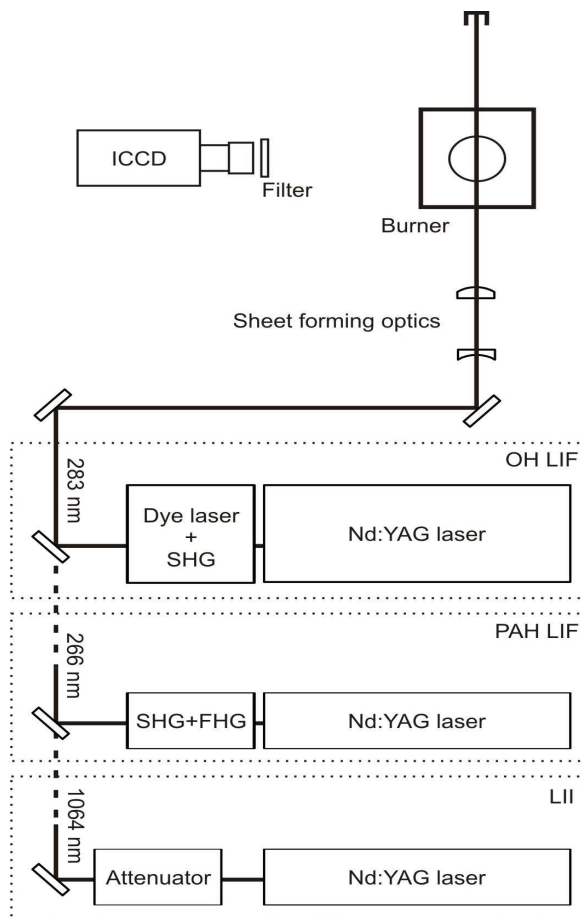 ICCD
Filter
Burner
Sheet forming optics
OH LIF
283 nm
Dye laser
+
SHG
Nd:YAG laser
PAH LIF
266 nm
SHG+FHG
Nd:YAG laser
LII
1064 nm
Attenuator
Nd:YAG laser